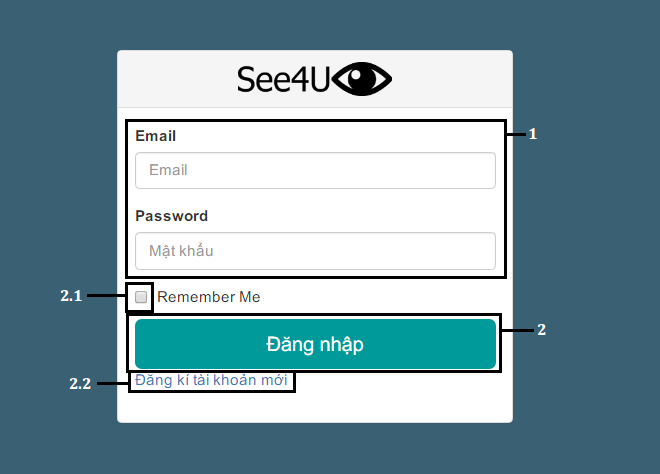 See4U
Email
1
Email
Password
Mật khẩu
2.1
Remember Me
Đăng nhập
2
2.2
Đăng kí tài khoản mới